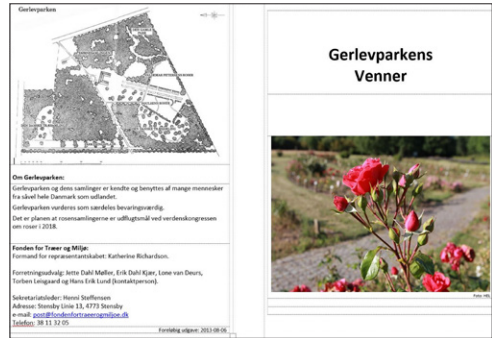 Gerlevparken
Om Gerlevparken:
Gerlevparken og dens samlinger er kendte og benyttes af mange mennesker
fra såvel hele Danmark som udlandet.
Gerlevparken vurderes som særdeles bevaringsværdig.
Det er planen at rosensamlingerne er udflugtsmål ved verdenskongressen
om roser i 2018.
Fonden for Træer og Miljø:
Formand for repræsentantskabet: Katherine Richardson.
Forretningsudvalg: Jette Dahl Møller, Erik Dahl Kjær, Lone van Deurs,
Torben Leisgaard og Hans Erik Lund (kontaktperson).
Sekretariatsleder: Henni Steffensen
Adresse: Stensby Linie 13, 4773 Stensby
e-mail: post@fondenfortraeerogmiljoe.dk
Telefon: 38 11 32 05
Foreløbig udgave: 2013-08-06
Gerlevparkens
Venner
Foto: HEL